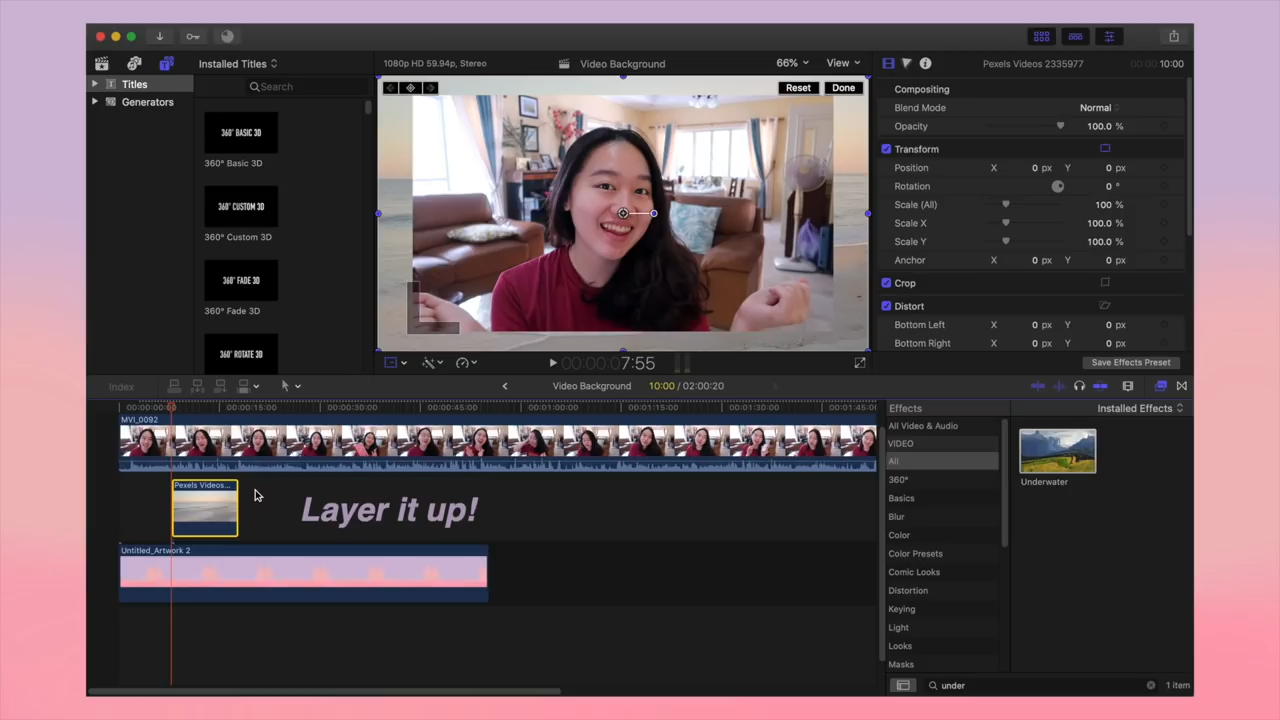 Installed Titles
1080p HD 59.94p, Stereo
Video Background
66%
View
Pexels Videos 2335977
10:00
Titles
Generators
Search
360° BASIC 3D
360° Basic 3D
360° CUSTOM 3D
360° Custom 3D
360° FADE 3D
360° Fade 3D
360° ROTATE 3D
Reset
Done
Compositing
Blend Mode
Normal
Opacity
100.0 %
Transform
Position X 0 px Y 0 px
Rotation 0 °
Scale (All) 100 %
Scale X 100.0 %
Scale Y 100.0 %
Anchor X 0 px Y 0 px
Crop
Distort
Bottom Left X 0 px Y 0 px
Bottom Right X 0 px Y 0 px
Save Effects Preset
00:00:07:55
Index
Video Background
10:00 / 02:00:20
00:00:00:00
00:00:15:00
00:00:30:00
00:00:45:00
00:01:00:00
00:01:15:00
00:01:30:00
00:01:45:00
MVI_0092
Pexels Videos...
Layer it up!
Untitled_Artwork 2
Effects
Installed Effects
All Video & Audio
VIDEO
All
360°
Basics
Blur
Color
Color Presets
Comic Looks
Distortion
Keying
Light
Looks
Masks
Underwater
under
1 item